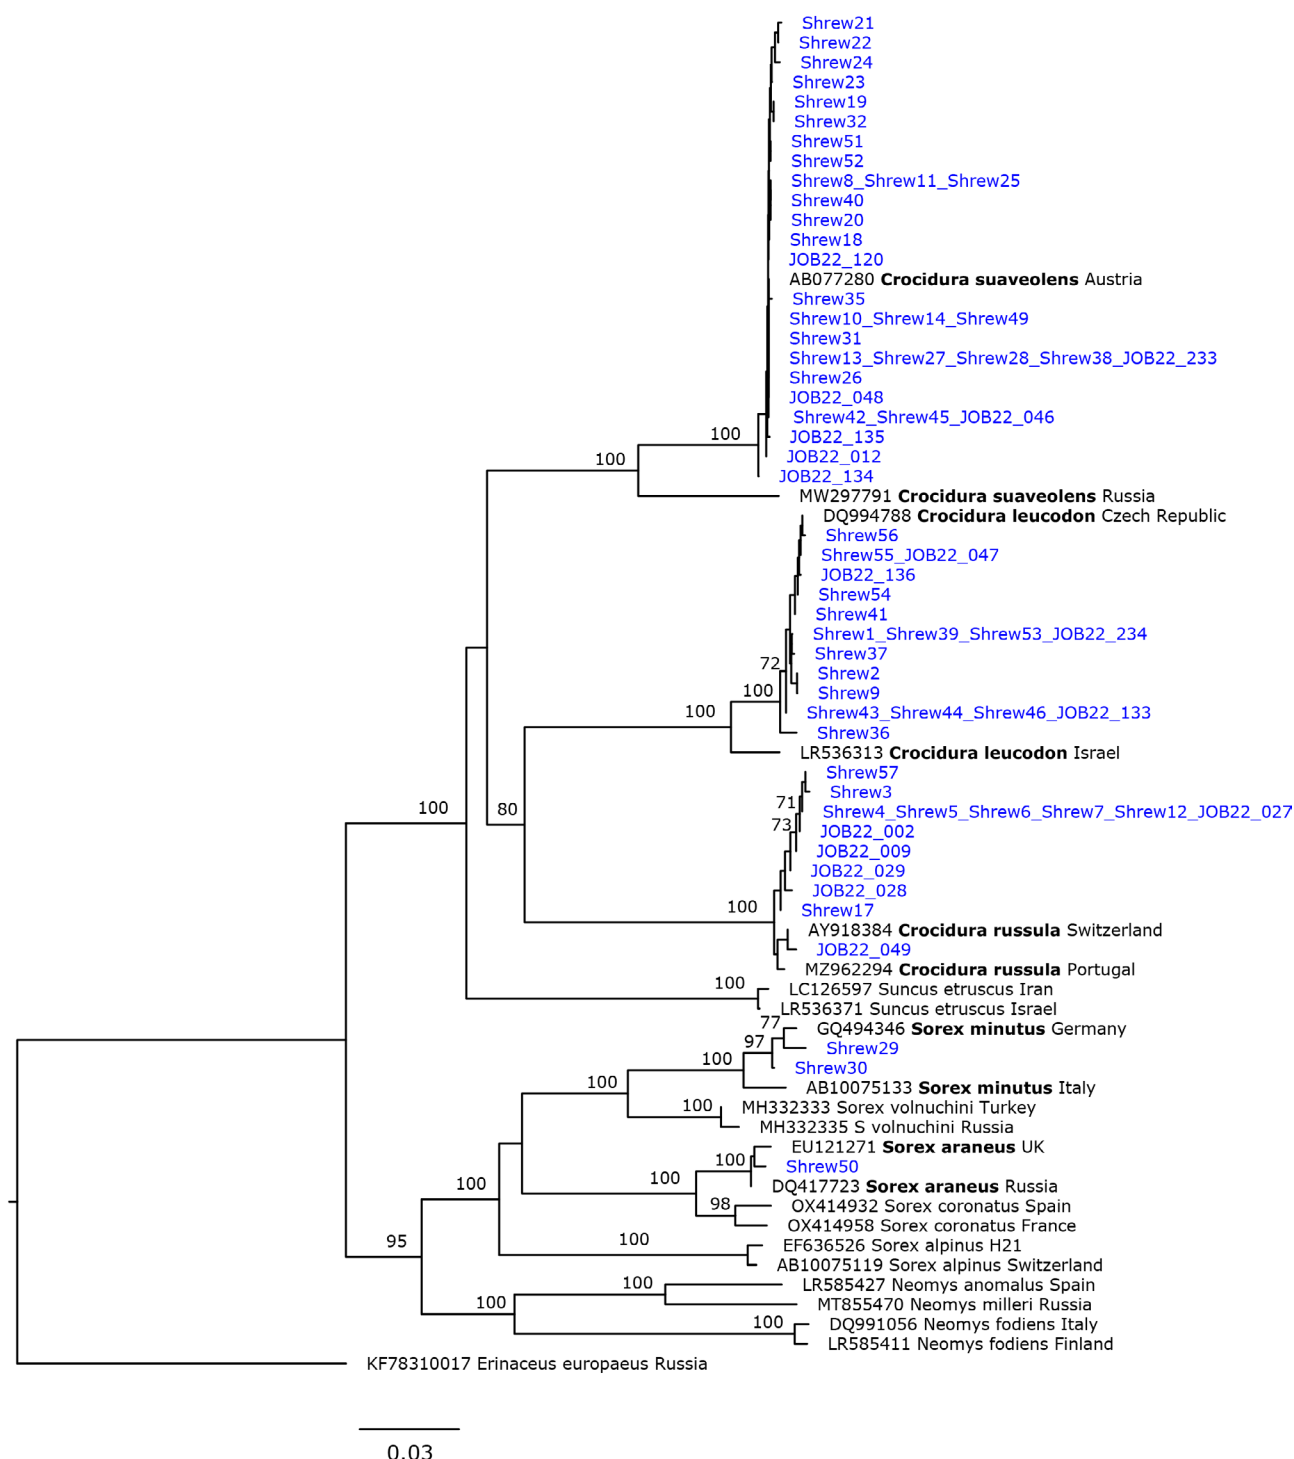 Shrew21
Shrew22
Shrew24
Shrew23
Shrew19
Shrew32
Shrew51
Shrew52
Shrew8_Shrew11_Shrew25
Shrew40
Shrew20
Shrew18
JOB22_120
AB077280 Crocidura suaveolens Austria
Shrew35
Shrew10_Shrew14_Shrew49
Shrew31
Shrew13_Shrew27_Shrew28_Shrew38_JOB22_233
Shrew26
JOB22_048
Shrew42_Shrew45_JOB22_046
100
JOB22_135
JOB22_012
100
JOB22_134
MW297791 Crocidura suaveolens Russia
DQ994788 Crocidura leucodon Czech Republic
Shrew56
Shrew55_JOB22_047
JOB22_136
Shrew54
Shrew41
Shrew1_Shrew39_Shrew53_JOB22_234
Shrew37
72
Shrew2
100
Shrew9
100
Shrew43_Shrew44_Shrew46_JOB22_133
Shrew36
LR536313 Crocidura leucodon Israel
Shrew57
Shrew3
71
100
80
Shrew4_Shrew5_Shrew6_Shrew7_Shrew12_JOB22_027
73
JOB22_002
JOB22_009
JOB22_029
JOB22_028
100
Shrew17
AY918384 Crocidura russula Switzerland
JOB22_049
MZ962294 Crocidura russula Portugal
100
LC126597 Suncus etruscus Iran
LR536371 Suncus etruscus Israel
77
GQ494346 Sorex minutus Germany
97
Shrew29
100
Shrew30
100
AB10075133 Sorex minutus Italy
100
MH332333 Sorex volnuchini Turkey
MH332335 S volnuchini Russia
EU121271 Sorex araneus UK
100
Shrew50
100
100
DQ417723 Sorex araneus Russia
98
OX414932 Sorex coronatus Spain
OX414958 Sorex coronatus France
95
100
EF636526 Sorex alpinus H21
AB10075119 Sorex alpinus Switzerland
100
LR585427 Neomys anomalus Spain
100
MT855470 Neomys milleri Russia
100
DQ991056 Neomys fodiens Italy
LR585411 Neomys fodiens Finland
KF78310017 Erinaceus europaeus Russia
0.03